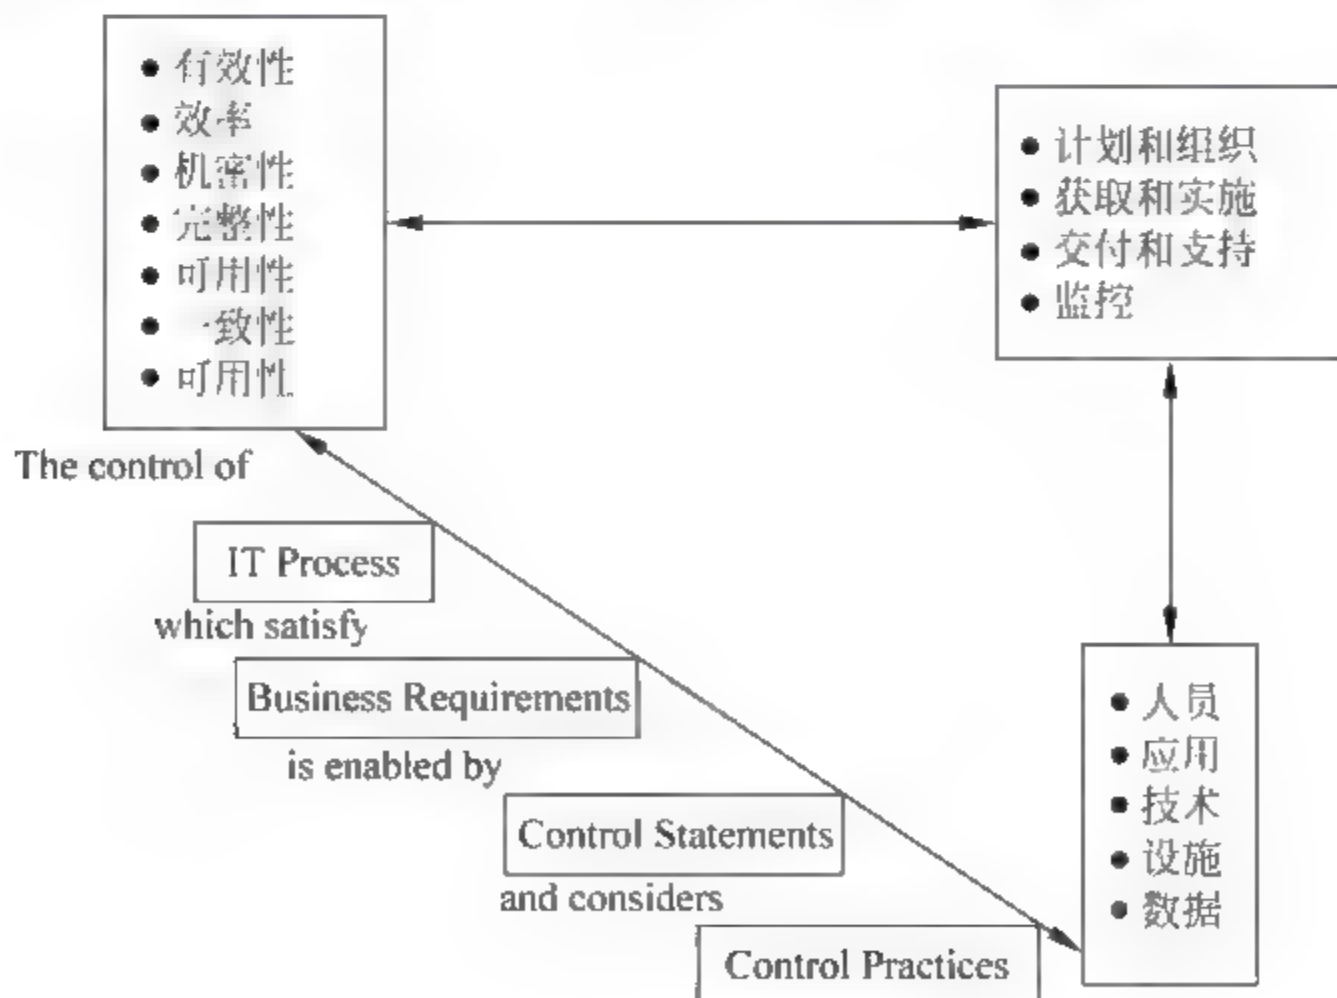 ● 有效性
● 效率
● 机密性
● 完整性
● 可用性
● 一致性
● 可用性
● 计划和组织
● 获取和实施
● 交付和支持
● 监控
The control of
IT Process
which satisfy
Business Requirements
is enabled by
Control Statements
and considers
Control Practices
● 人员
● 应用
● 技术
● 设施
● 数据